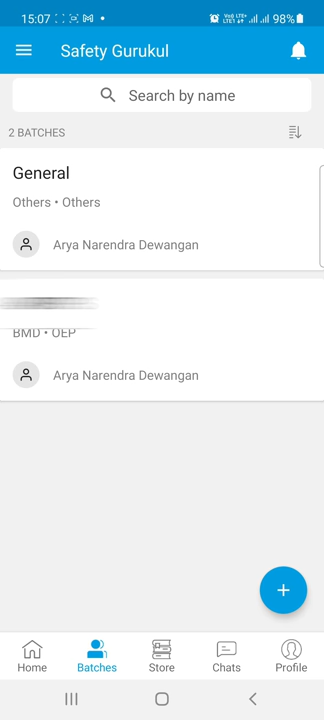 15:07 98%
Safety Gurukul
Search by name
2 BATCHES
General
Others • Others
Arya Narendra Dewangan
BMD • OEP
Arya Narendra Dewangan
+
Home Batches Store Chats Profile